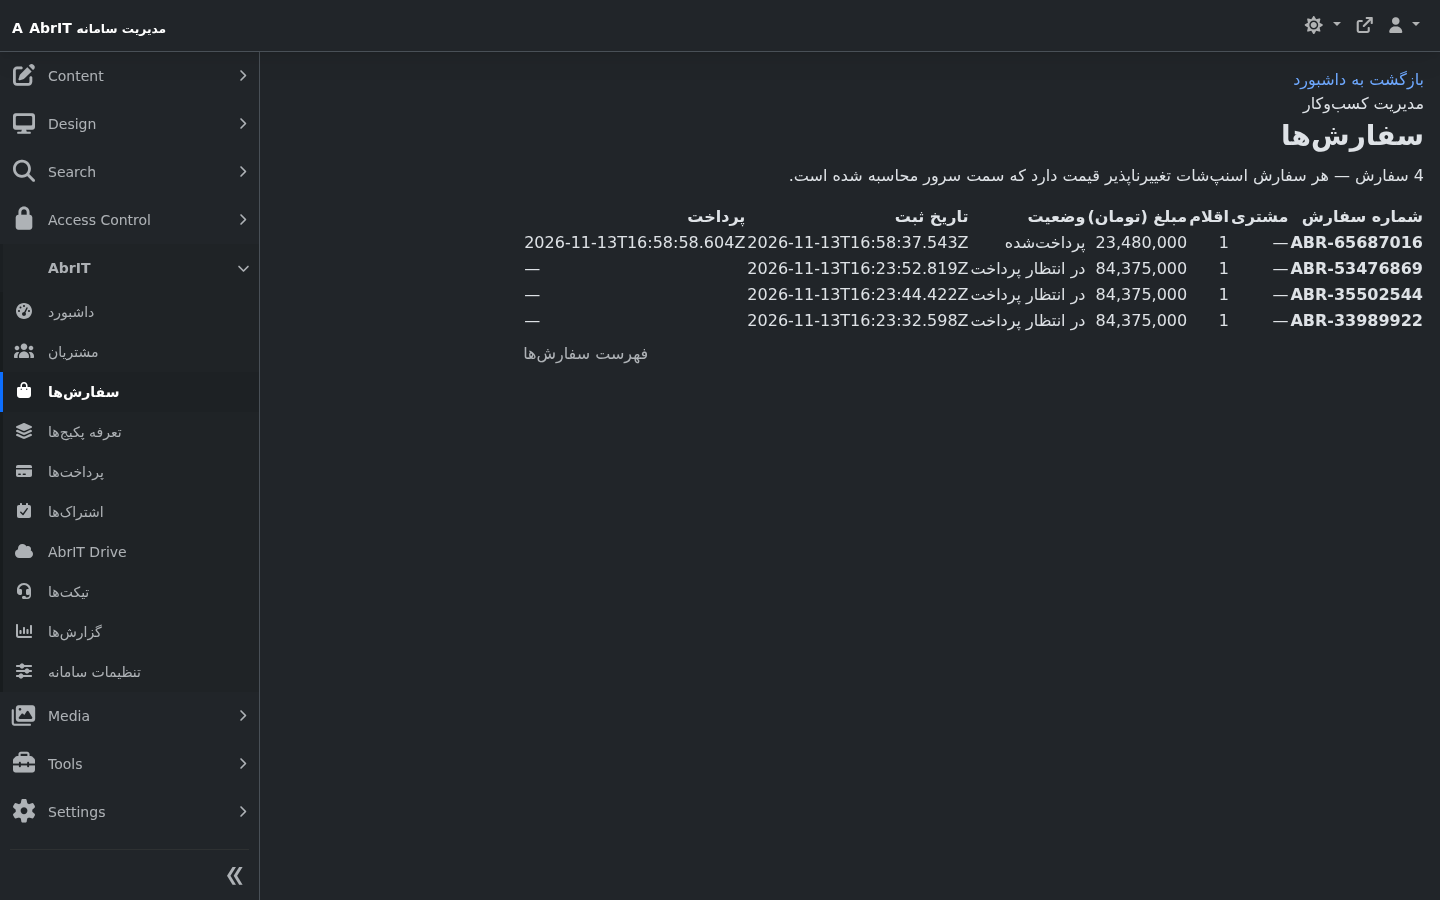 A AbrIT مدیریت سامانه
Content
Design
Search
Access Control
AbrIT
داشبورد
مشتریان
سفارش‌ها
تعرفه پکیج‌ها
پرداخت‌ها
اشتراک‌ها
AbrIT Drive
تیکت‌ها
گزارش‌ها
تنظیمات سامانه
Media
Tools
Settings
بازگشت به داشبورد
مدیریت کسب‌وکار
سفارش‌ها
4 سفارش — هر سفارش اسنپ‌شات تغییرناپذیر قیمت دارد که سمت سرور محاسبه شده است.
شماره سفارش مشتری اقلام مبلغ (تومان) وضعیت تاریخ ثبت پرداخت
ABR-65687016 — 1 23,480,000 پرداخت‌شده 2026-11-13T16:58:37.543Z 2026-11-13T16:58:58.604Z
ABR-53476869 — 1 84,375,000 در انتظار پرداخت 2026-11-13T16:23:52.819Z —
ABR-35502544 — 1 84,375,000 در انتظار پرداخت 2026-11-13T16:23:44.422Z —
ABR-33989922 — 1 84,375,000 در انتظار پرداخت 2026-11-13T16:23:32.598Z —
فهرست سفارش‌ها